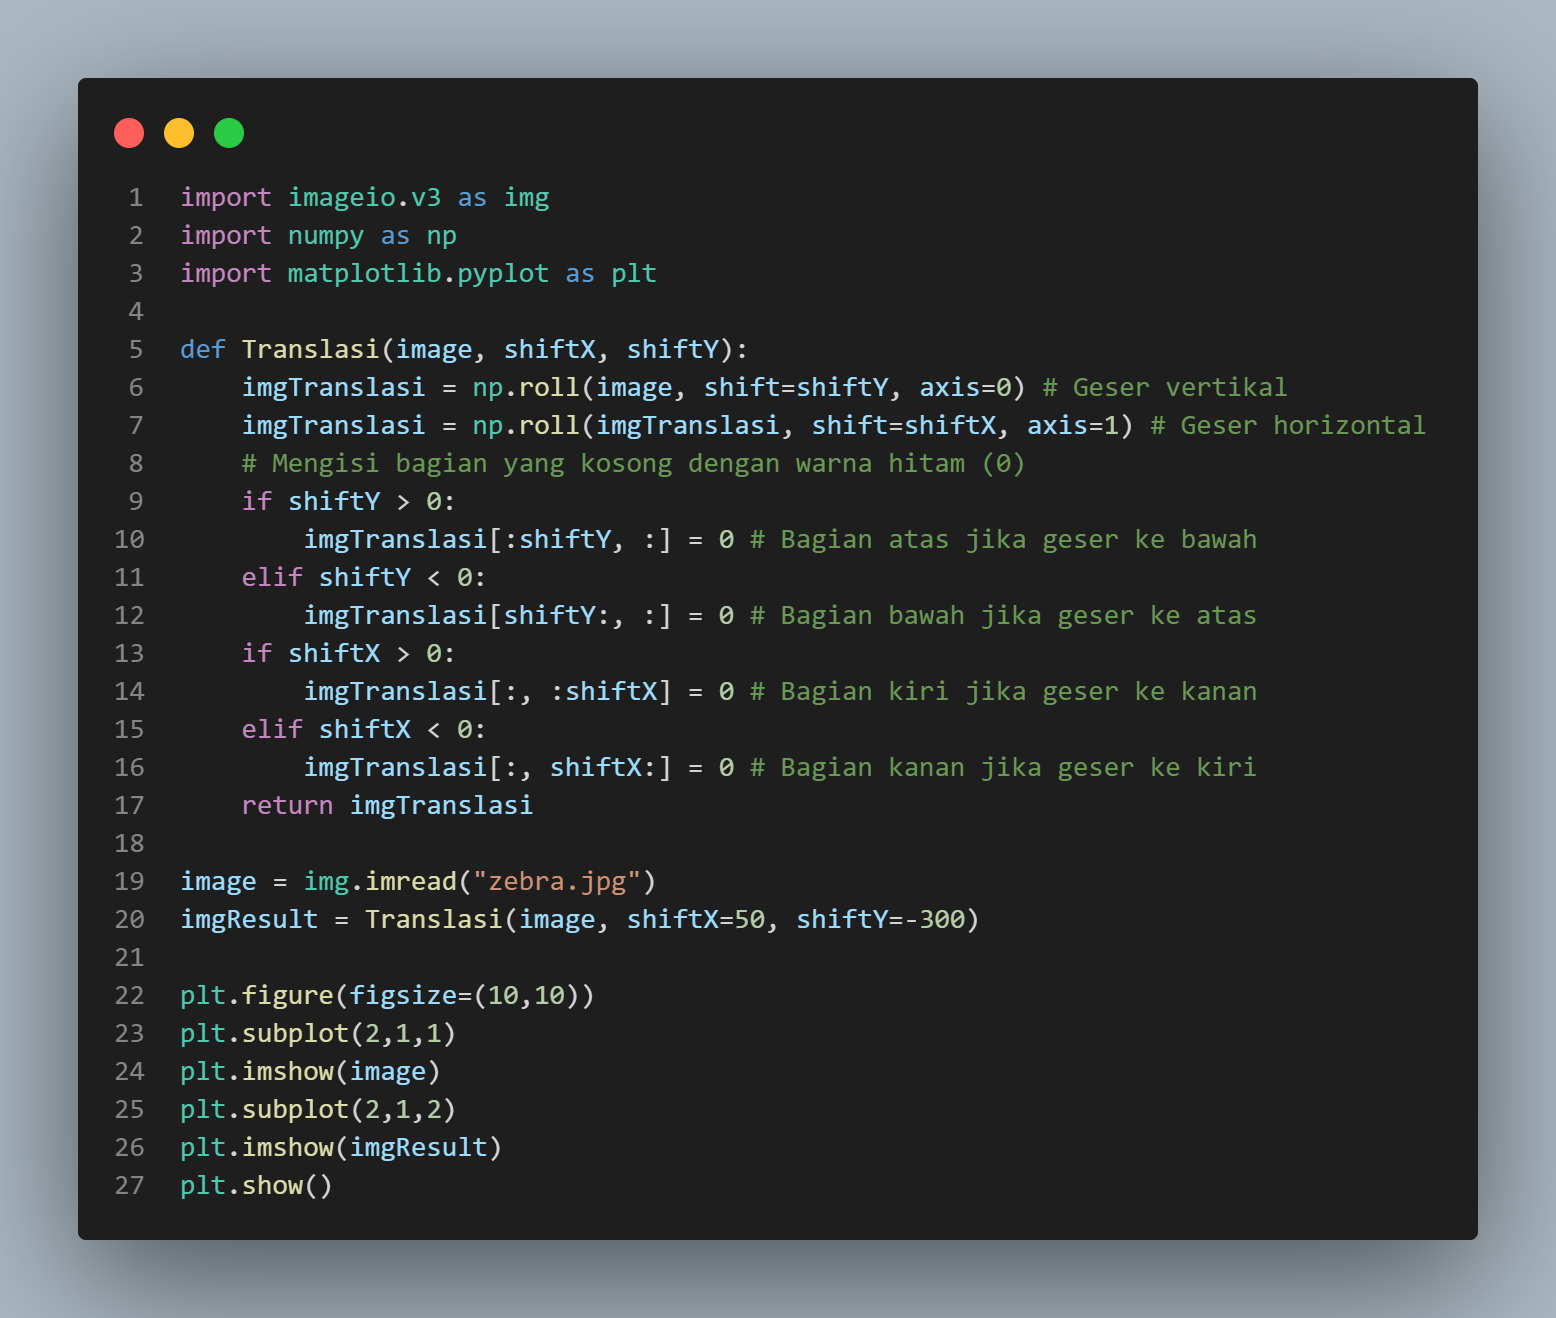 1 import imageio.v3 as img
2 import numpy as np
3 import matplotlib.pyplot as plt
4
5 def Translasi(image, shiftX, shiftY):
6     imgTranslasi = np.roll(image, shift=shiftY, axis=0) # Geser vertikal
7     imgTranslasi = np.roll(imgTranslasi, shift=shiftX, axis=1) # Geser horizontal
8     # Mengisi bagian yang kosong dengan warna hitam (0)
9     if shiftY > 0:
10         imgTranslasi[:shiftY, :] = 0 # Bagian atas jika geser ke bawah
11     elif shiftY < 0:
12         imgTranslasi[shiftY:, :] = 0 # Bagian bawah jika geser ke atas
13     if shiftX > 0:
14         imgTranslasi[:, :shiftX] = 0 # Bagian kiri jika geser ke kanan
15     elif shiftX < 0:
16         imgTranslasi[:, shiftX:] = 0 # Bagian kanan jika geser ke kiri
17     return imgTranslasi
18
19 image = img.imread("zebra.jpg")
20 imgResult = Translasi(image, shiftX=50, shiftY=-300)
21
22 plt.figure(figsize=(10,10))
23 plt.subplot(2,1,1)
24 plt.imshow(image)
25 plt.subplot(2,1,2)
26 plt.imshow(imgResult)
27 plt.show()